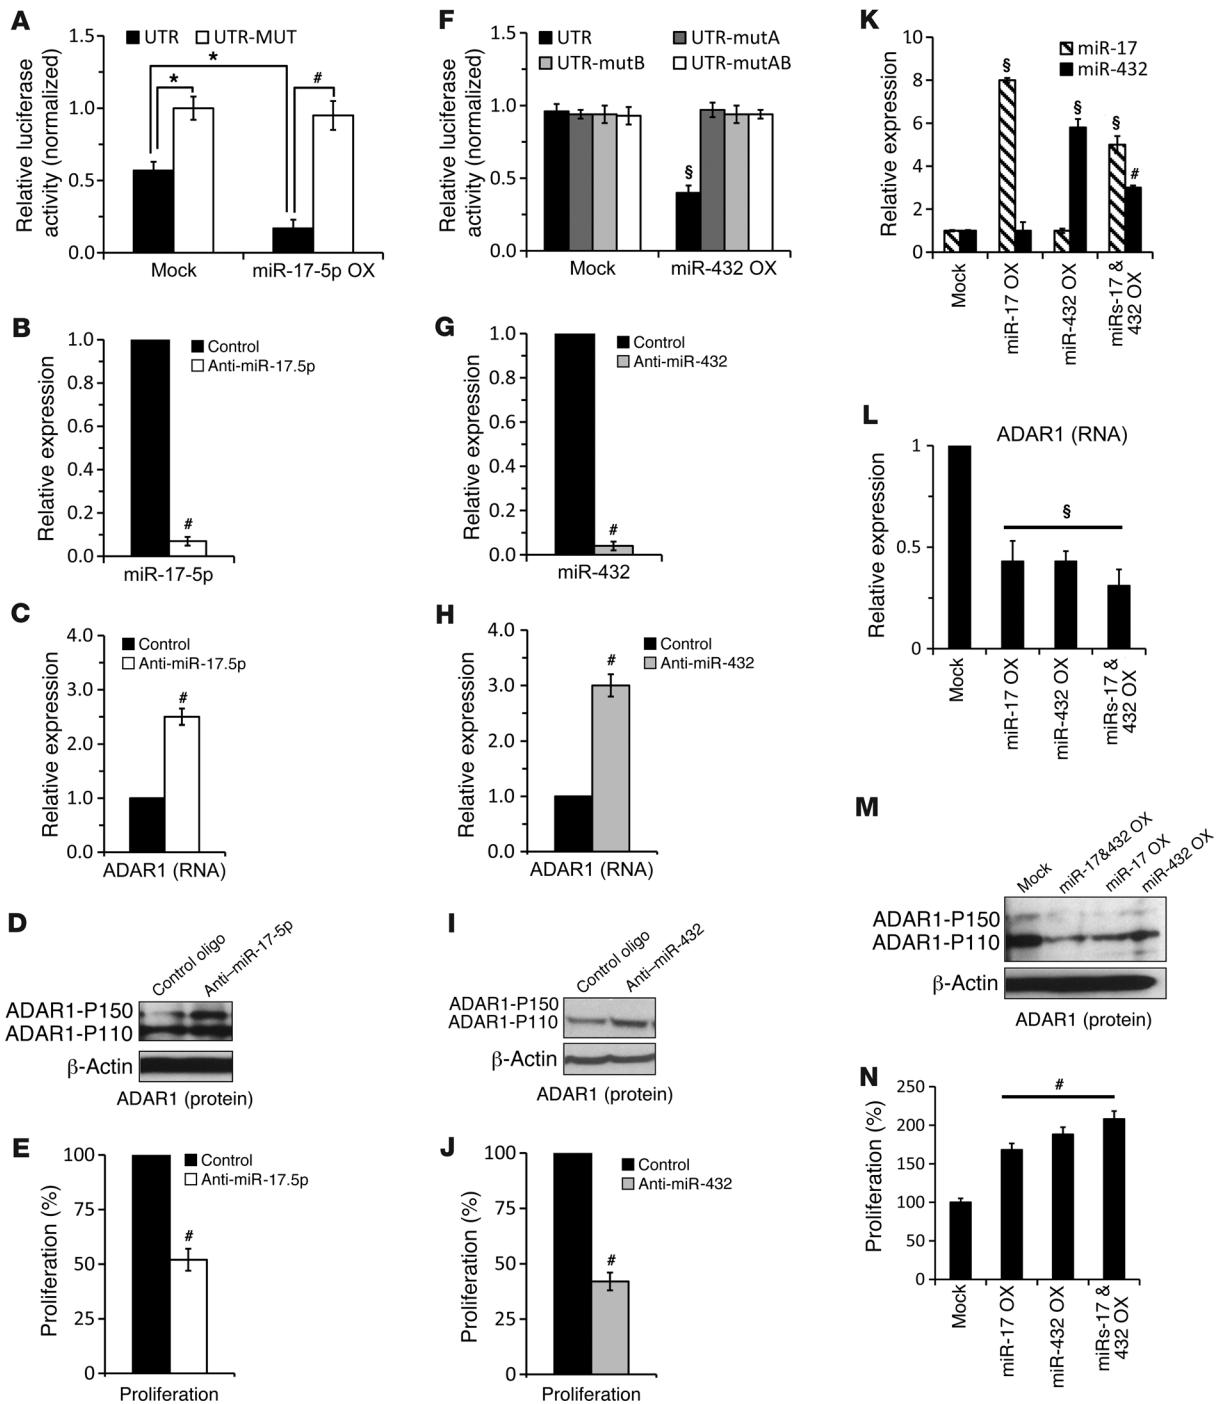 A
Relative luciferase
activity (normalized)
1.5
1.0
0.5
0.0
UTR
UTR-MUT
*
*
#
Mock
miR-17-5p OX
B
Relative expression
1.0
0.8
0.6
0.4
0.2
0.0
Control
Anti-miR-17.5p
#
miR-17-5p
C
Relative expression
4.0
3.0
2.0
1.0
0.0
Control
Anti-miR-17.5p
#
ADAR1 (RNA)
D
Control oligo
Anti–miR-17-5p
ADAR1-P150
ADAR1-P110
β-Actin
ADAR1 (protein)
E
Proliferation (%)
100
75
50
25
0
Control
Anti-miR-17.5p
#
Proliferation
F
Relative luciferase
activity (normalized)
1.5
1.0
0.5
0.0
UTR
UTR-mutA
UTR-mutB
UTR-mutAB
§
Mock
miR-432 OX
G
Relative expression
1.0
0.8
0.6
0.4
0.2
0.0
Control
Anti-miR-432
#
miR-432
H
Relative expression
4.0
3.0
2.0
1.0
0.0
Control
Anti-miR-432
#
ADAR1 (RNA)
I
Control oligo
Anti–miR-432
ADAR1-P150
ADAR1-P110
β-Actin
ADAR1 (protein)
J
Proliferation (%)
100
75
50
25
0
Control
Anti-miR-432
#
Proliferation
K
Relative expression
10
8
6
4
2
0
miR-17
miR-432
§
§
§
#
Mock
miR-17 OX
miR-432 OX
miRs-17 &
432 OX
L
ADAR1 (RNA)
Relative expression
1
0.5
0
§
Mock
miR-17 OX
miR-432 OX
miRs-17 &
432 OX
M
Mock
miR-17&432 OX
miR-17 OX
miR-432 OX
ADAR1-P150
ADAR1-P110
β-Actin
ADAR1 (protein)
N
Proliferation (%)
250
200
150
100
50
0
#
Mock
miR-17 OX
miR-432 OX
miRs-17 &
432 OX